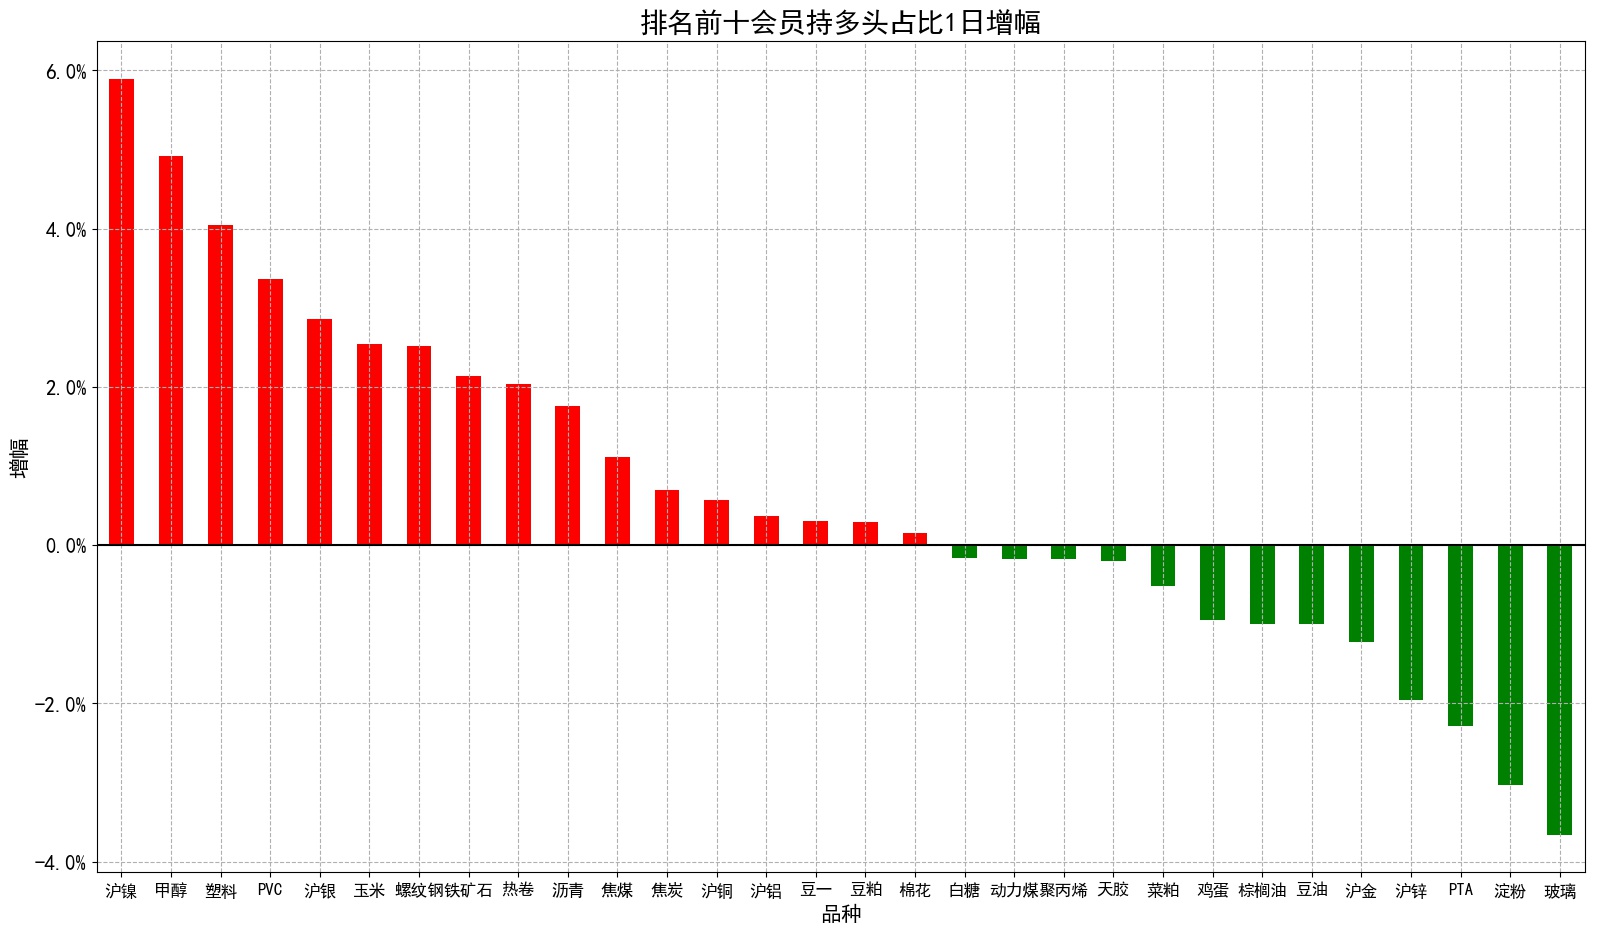 排名前十会员持多头占比1日增幅
6.0%
4.0%
2.0%
0.0%
-2.0%
-4.0%
增幅
沪镍 甲醇 塑料 PVC 沪银 玉米 螺纹钢 铁矿石 热卷 沥青 焦煤 焦炭 沪铜 沪铝 豆一 豆粕 棉花 白糖 动力煤 聚丙烯 天胶 菜粕 鸡蛋 棕榈油 豆油 沪金 沪锌 PTA 淀粉 玻璃
品种